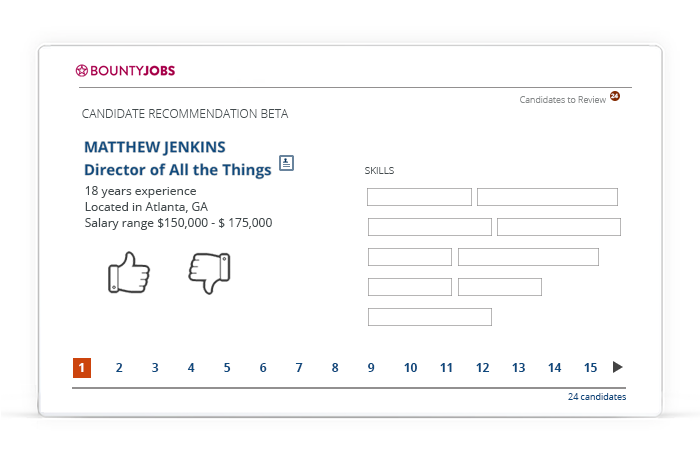 BOUNTYJOBS
Candidates to Review 24
CANDIDATE RECOMMENDATION BETA
MATTHEW JENKINS
Director of All the Things
18 years experience
Located in Atlanta, GA
Salary range $150,000 - $ 175,000
SKILLS
1 2 3 4 5 6 7 8 9 10 11 12 13 14 15
24 candidates